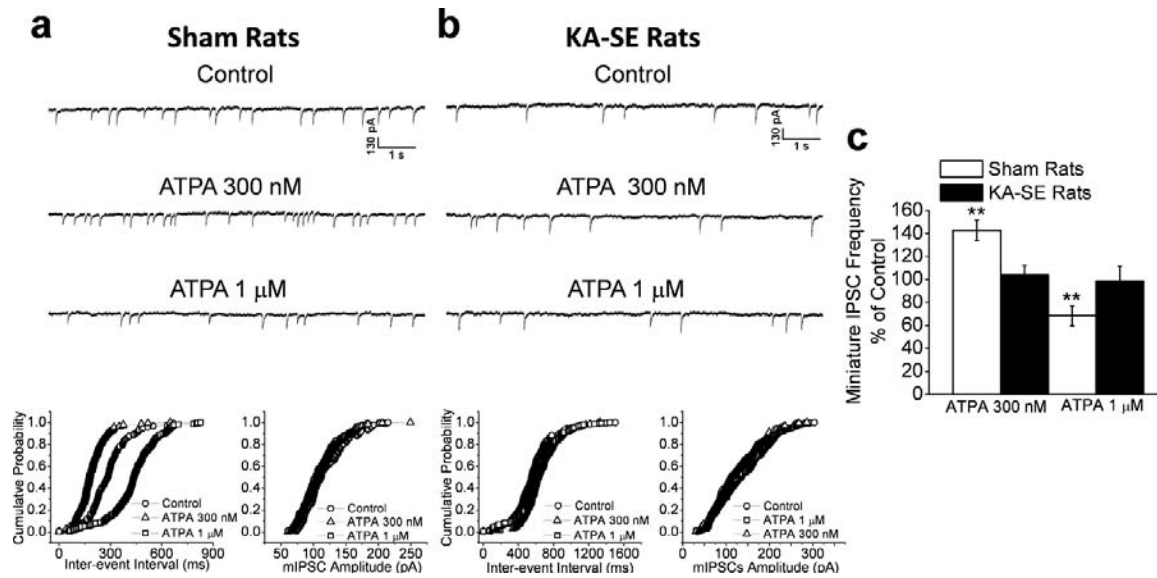 a
Sham Rats
Control
130 pA
1 s
ATPA 300 nM
ATPA 1 μM
Cumulative Probability
1.0
0.8
0.6
0.4
0.2
0.0
0 300 600 900
Inter-event Interval (ms)
Control
ATPA 300 nM
ATPA 1 μM
1.0
0.8
0.6
0.4
0.2
0.0
50 100 150 200 250
mIPSC Amplitude (pA)
Control
ATPA 300 nM
ATPA 1 μM
b
KA-SE Rats
Control
130 pA
1 s
ATPA 300 nM
ATPA 1 μM
Cumulative Probability
1.0
0.8
0.6
0.4
0.2
0.0
0 400 800 1200 1600
Inter-event Interval (ms)
Control
ATPA 300 nM
ATPA 1 μM
1.0
0.8
0.6
0.4
0.2
0.0
0 100 200 300
mIPSCs Amplitude (pA)
Control
ATPA 1 μM
ATPA 300 nM
c
Sham Rats
KA-SE Rats
Miniature IPSC Frequency
% of Control
160
140
120
100
80
60
40
20
0
**
**
ATPA 300 nM ATPA 1 μM